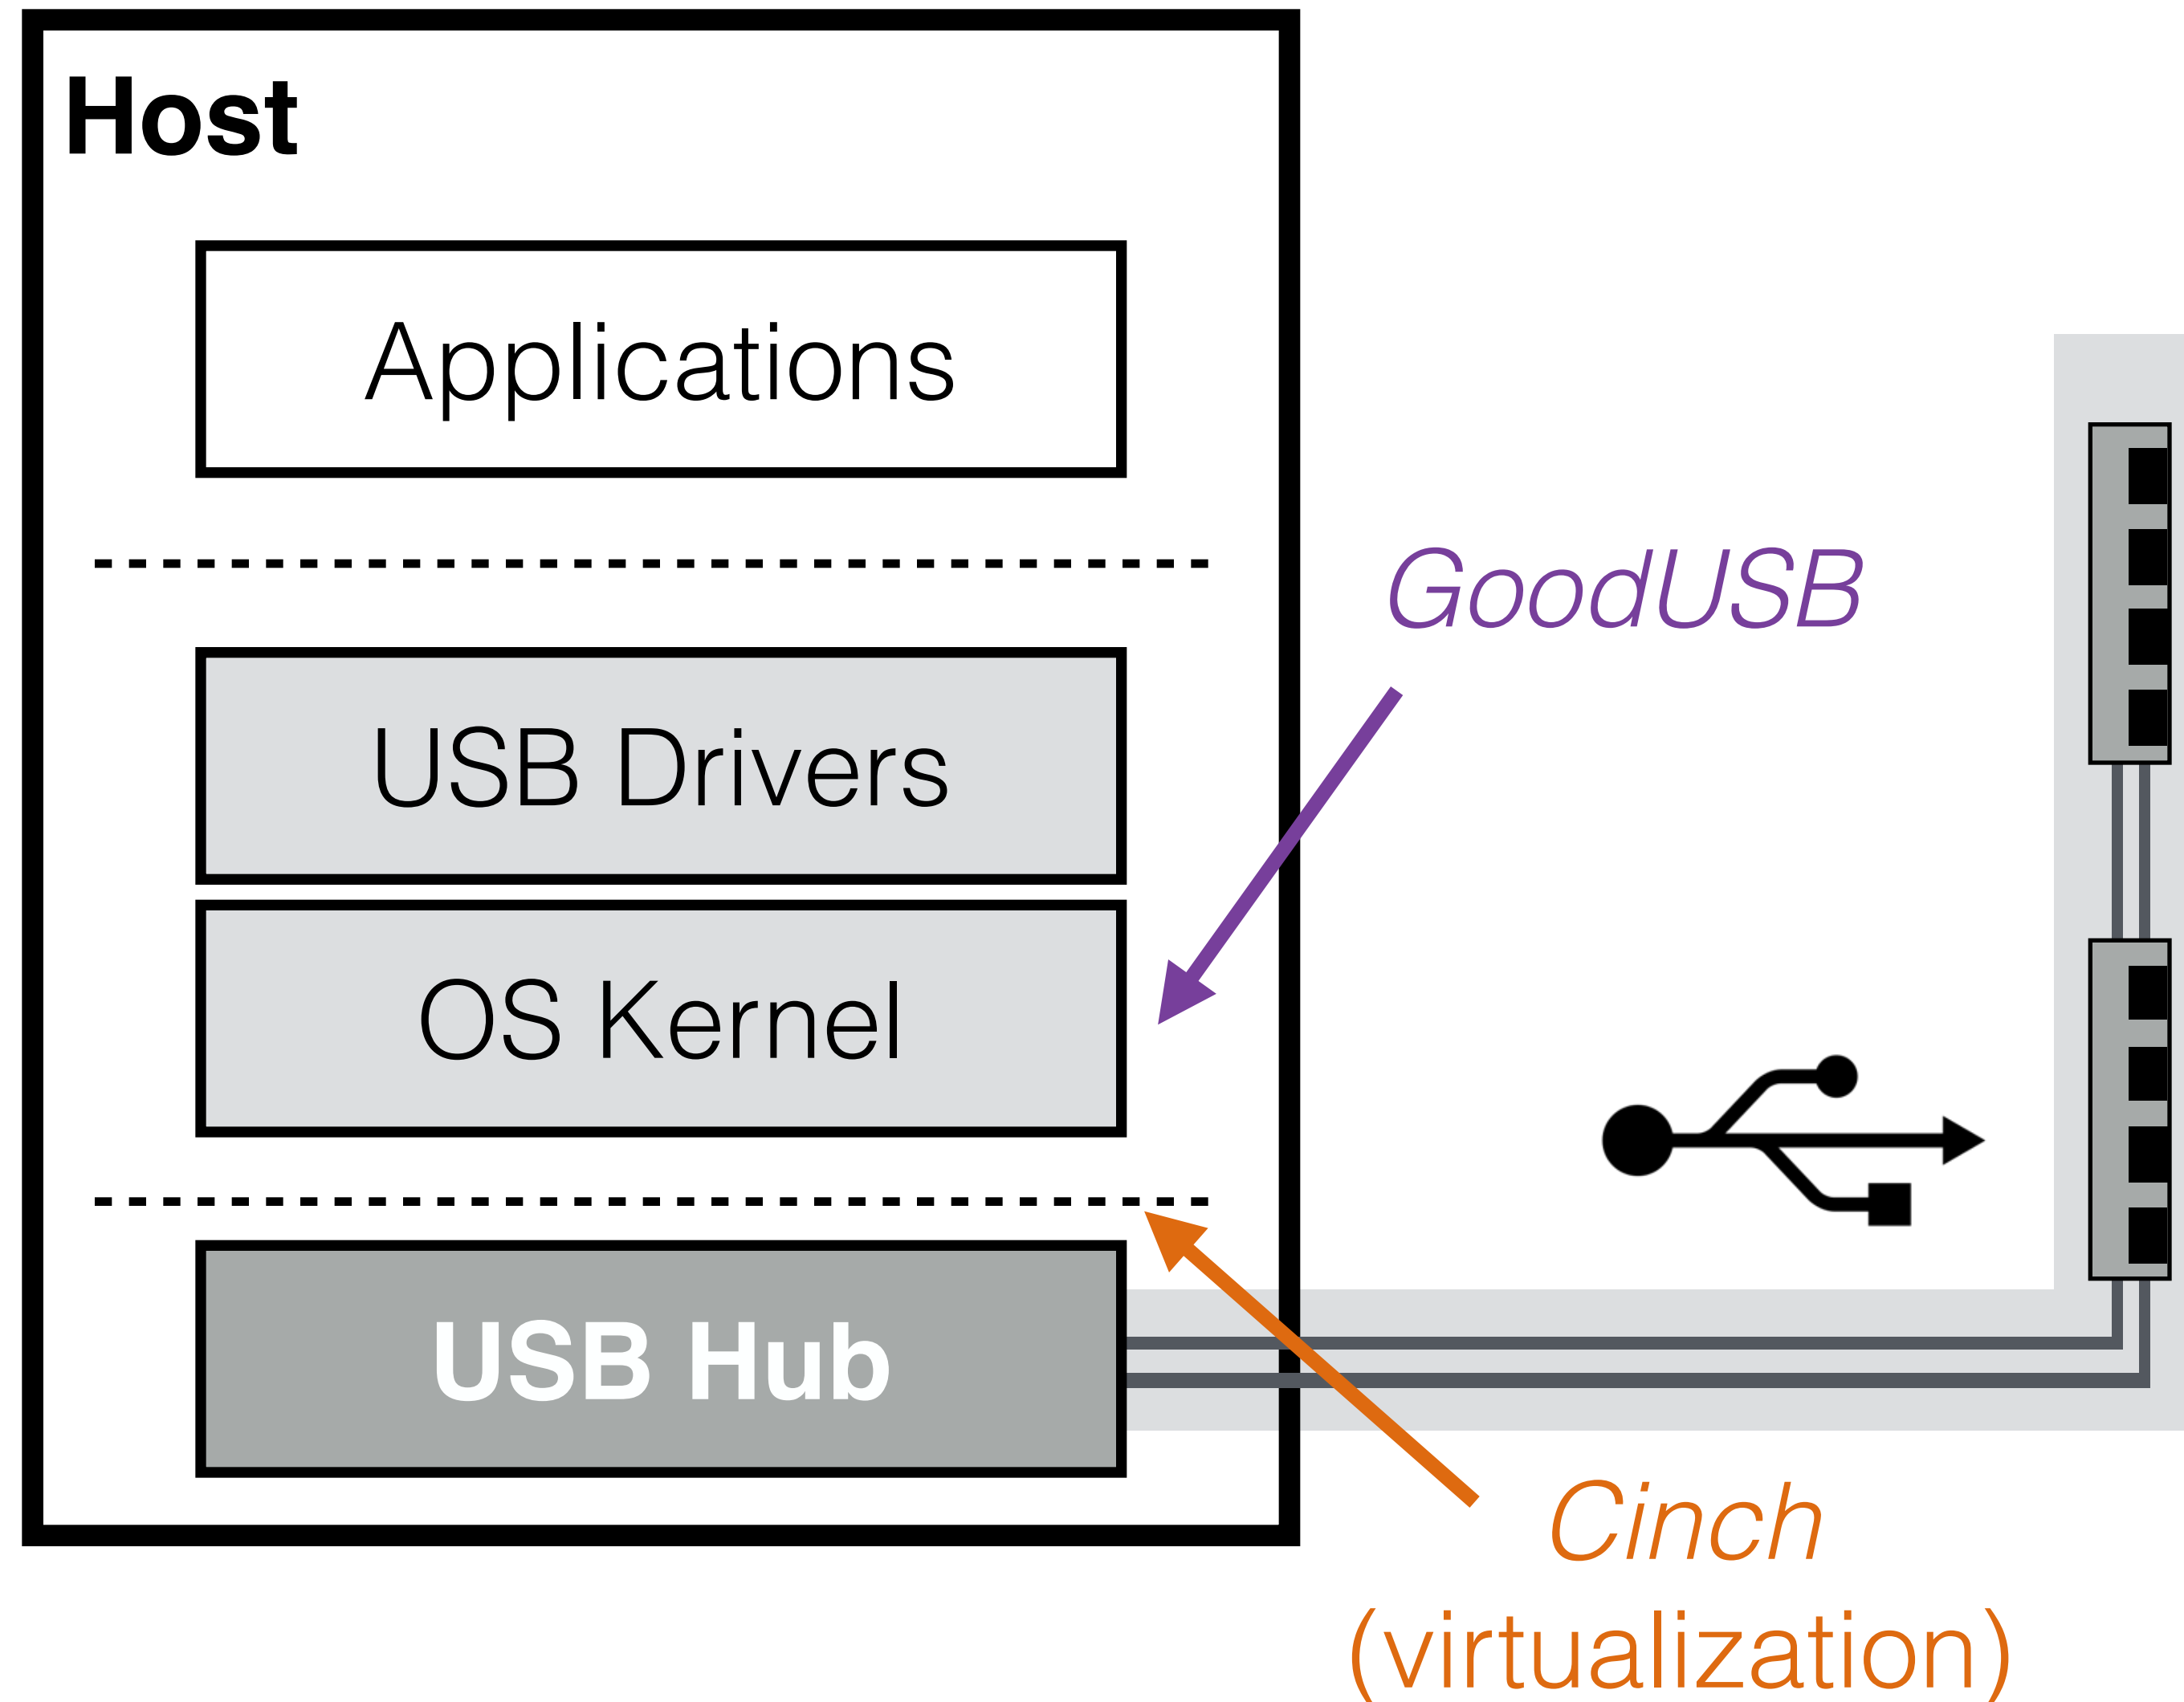 Host
Applications
GoodUSB
USB Drivers
OS Kernel
USB Hub
Cinch
(virtualization)